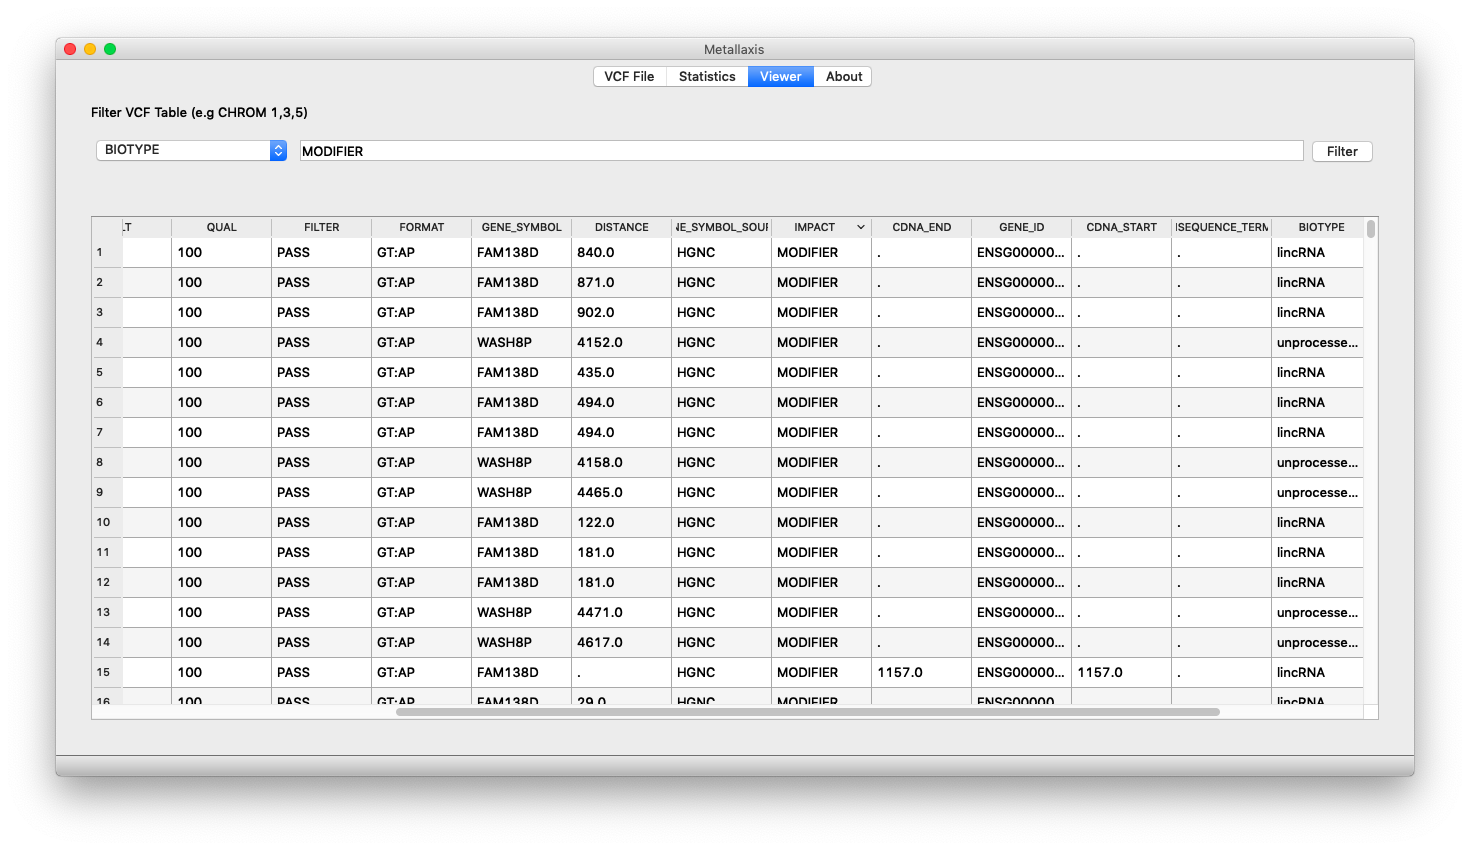 Metallaxis
VCF File Statistics Viewer About
Filter VCF Table (e.g CHROM 1,3,5)
BIOTYPE MODIFIER Filter
LT QUAL FILTER FORMAT GENE_SYMBOL DISTANCE NE_SYMBOL_SOUR IMPACT CDNA_END GENE_ID CDNA_START ISEQUENCE_TERM BIOTYPE
1 100 PASS GT:AP FAM138D 840.0 HGNC MODIFIER . ENSG00000... . . lincRNA
2 100 PASS GT:AP FAM138D 871.0 HGNC MODIFIER . ENSG00000... . . lincRNA
3 100 PASS GT:AP FAM138D 902.0 HGNC MODIFIER . ENSG00000... . . lincRNA
4 100 PASS GT:AP WASH8P 4152.0 HGNC MODIFIER . ENSG00000... . . unprocesse...
5 100 PASS GT:AP FAM138D 435.0 HGNC MODIFIER . ENSG00000... . . lincRNA
6 100 PASS GT:AP FAM138D 494.0 HGNC MODIFIER . ENSG00000... . . lincRNA
7 100 PASS GT:AP FAM138D 494.0 HGNC MODIFIER . ENSG00000... . . lincRNA
8 100 PASS GT:AP WASH8P 4158.0 HGNC MODIFIER . ENSG00000... . . unprocesse...
9 100 PASS GT:AP WASH8P 4465.0 HGNC MODIFIER . ENSG00000... . . unprocesse...
10 100 PASS GT:AP FAM138D 122.0 HGNC MODIFIER . ENSG00000... . . lincRNA
11 100 PASS GT:AP FAM138D 181.0 HGNC MODIFIER . ENSG00000... . . lincRNA
12 100 PASS GT:AP FAM138D 181.0 HGNC MODIFIER . ENSG00000... . . lincRNA
13 100 PASS GT:AP WASH8P 4471.0 HGNC MODIFIER . ENSG00000... . . unprocesse...
14 100 PASS GT:AP WASH8P 4617.0 HGNC MODIFIER . ENSG00000... . . unprocesse...
15 100 PASS GT:AP FAM138D . HGNC MODIFIER 1157.0 ENSG00000... 1157.0 . lincRNA
16 100 PASS GT:AP FAM138D 29.0 HGNC MODIFIER ENSG00000 lincRNA